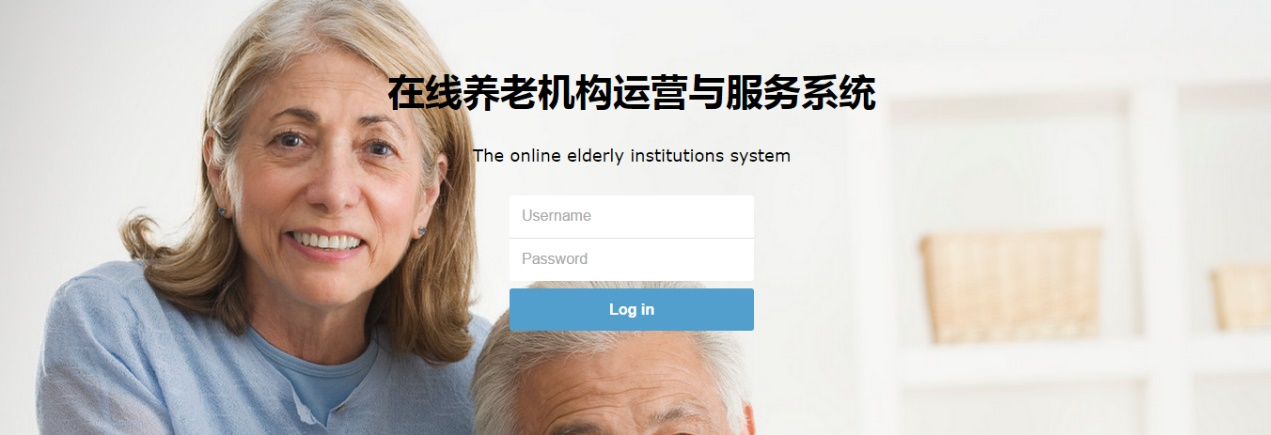 在线养老机构运营与服务系统
The online elderly institutions system
Username
Password
Log in